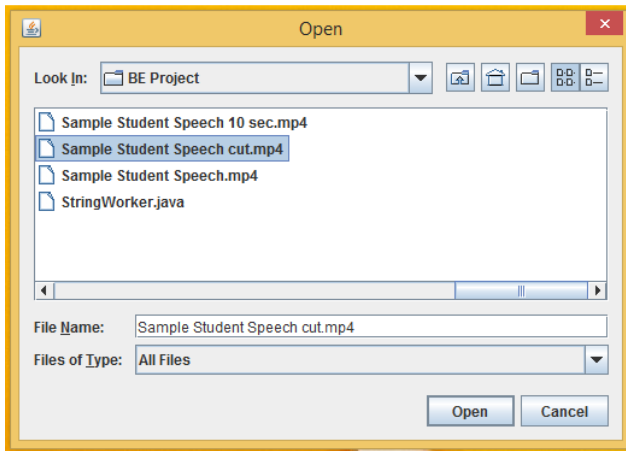 Open
Look In: BE Project
Sample Student Speech 10 sec.mp4
Sample Student Speech cut.mp4
Sample Student Speech.mp4
StringWorker.java
File Name: Sample Student Speech cut.mp4
Files of Type: All Files
Open Cancel